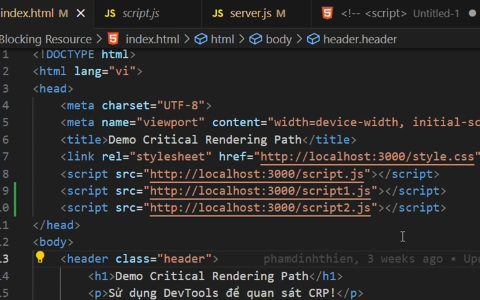 index.html M × JS script.js JS server.js M <!-- <script> Untitled-1
Blocking Resource > index.html > html > body > header.header
1 <!DOCTYPE html>
2 <html lang="vi">
3 <head>
4 <meta charset="UTF-8">
5 <meta name="viewport" content="width=device-width, initial-sc
6 <title>Demo Critical Rendering Path</title>
7 <link rel="stylesheet" href="http://localhost:3000/style.css"
8 <script src="http://localhost:3000/script.js"></script>
9 <script src="http://localhost:3000/script1.js"></script>
10 <script src="http://localhost:3000/script2.js"></script>
11 </head>
12 <body>
13 <header class="header"> phamdinhthien, 3 weeks ago • Up
14 <h1>Demo Critical Rendering Path</h1>
15 <p>Sử dụng DevTools để quan sát CRP!</p>